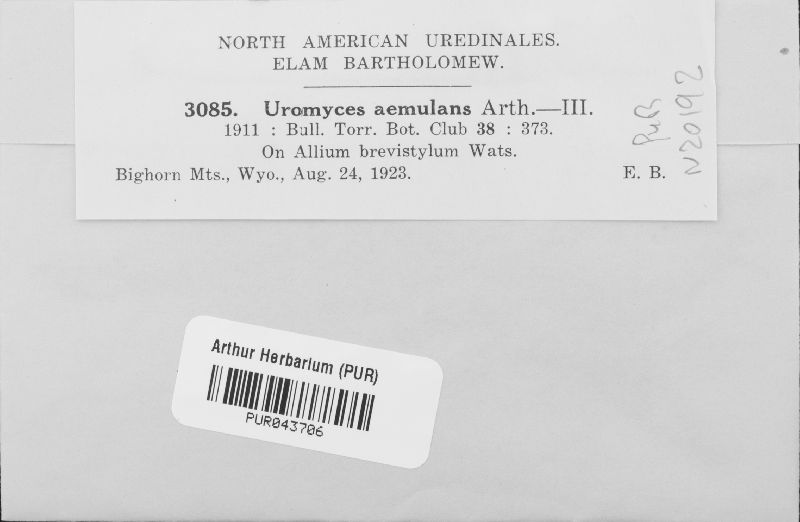 NORTH AMERICAN UREDINALES.
ELAM BARTHOLOMEW.
3085. Uromyces aemulans Arth.—III.
1911 : Bull. Torr. Bot. Club 38 : 373.
On Allium brevistylum Wats.
Bighorn Mts., Wyo., Aug. 24, 1923. E. B.
PUR
N20192
Arthur Herbarium (PUR)
PUR043706